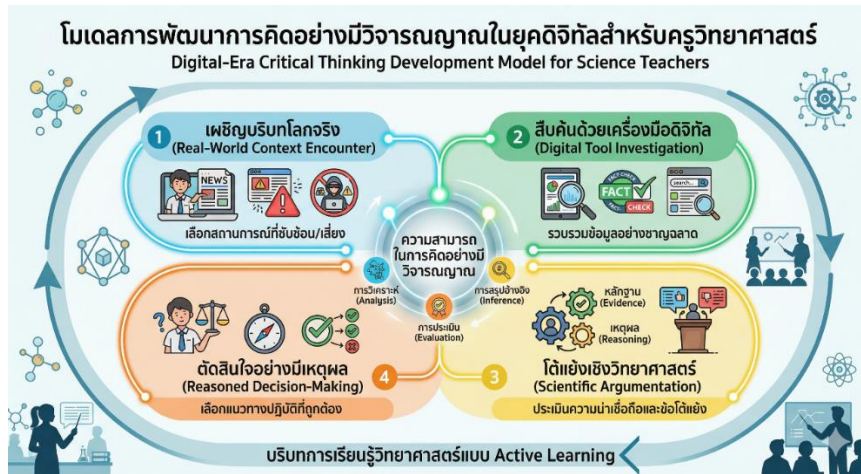 โมเดลการพัฒนาการคิดอย่างมีวิจารณญาณในยุคดิจิทัลสำหรับครูวิทยาศาสตร์
Digital-Era Critical Thinking Development Model for Science Teachers
1
เผชิญบริบทโลกจริง
(Real-World Context Encounter)
NEWS
เลือกสถานการณ์ที่ซับซ้อน/เสี่ยง
2
สืบค้นด้วยเครื่องมือดิจิทัล
(Digital Tool Investigation)
FACT-CHECK
FACT
CHECK
search...
รวบรวมข้อมูลอย่างชาญฉลาด
ความสามารถ
ในการคิดอย่างมี
วิจารณญาณ
การวิเคราะห์
(Analysis)
การประเมิน
(Evaluation)
การสรุปอ้างอิง
(Inference)
หลักฐาน
(Evidence)
เหตุผล
(Reasoning)
3
โต้แย้งเชิงวิทยาศาสตร์
(Scientific Argumentation)
ประเมินความน่าเชื่อถือและข้อโต้แย้ง
?
ตัดสินใจอย่างมีเหตุผล
(Reasoned Decision-Making)
4
เลือกแนวทางปฏิบัติที่ถูกต้อง
บริบทการเรียนรู้วิทยาศาสตร์แบบ Active Learning